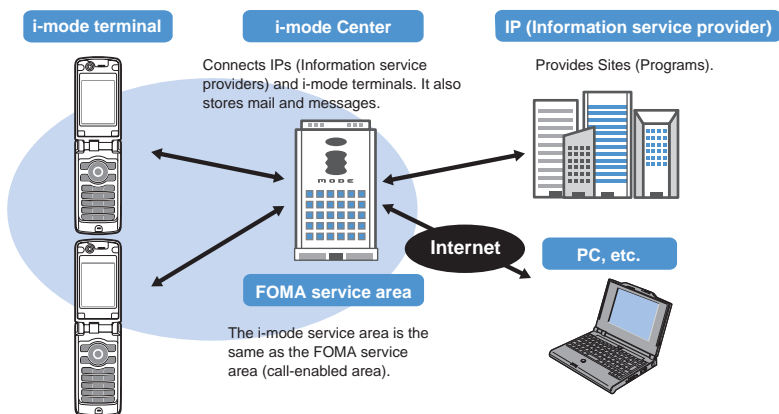 i-mode terminal
i-mode Center
IP (Information service provider)
Connects IPs (Information service
providers) and i-mode terminals. It also
stores mail and messages.
Provides Sites (Programs).
MODE
Internet
PC, etc.
FOMA service area
The i-mode service area is the
same as the FOMA service
area (call-enabled area).